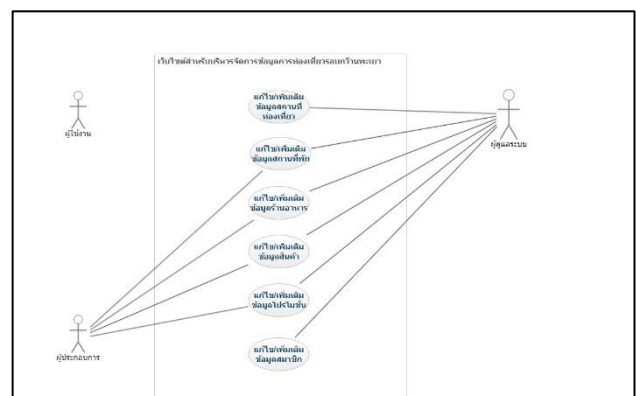 เว็บไซต์สำหรับบริหารจัดการข้อมูลการท่องเที่ยวรอบกว๊านพะเยา
แก้ไข/เพิ่มเติม
ข้อมูลสถานที่
ท่องเที่ยว
ผู้ใช้งาน
ผู้ดูแลระบบ
แก้ไข/เพิ่มเติม
ข้อมูลสถานที่พัก
แก้ไข/เพิ่มเติม
ข้อมูลร้านอาหาร
แก้ไข/เพิ่มเติม
ข้อมูลสินค้า
แก้ไข/เพิ่มเติม
ข้อมูลโปรโมชั่น
แก้ไข/เพิ่มเติม
ข้อมูลสมาชิก
ผู้ประกอบการ